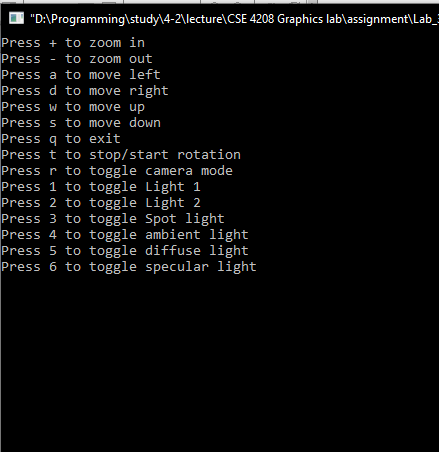 "D:\Programming\study\4-2\lecture\CSE 4208 Graphics lab\assignment\Lab_
Press + to zoom in
Press - to zoom out
Press a to move left
Press d to move right
Press w to move up
Press s to move down
Press q to exit
Press t to stop/start rotation
Press r to toggle camera mode
Press 1 to toggle Light 1
Press 2 to toggle Light 2
Press 3 to toggle Spot light
Press 4 to toggle ambient light
Press 5 to toggle diffuse light
Press 6 to toggle specular light